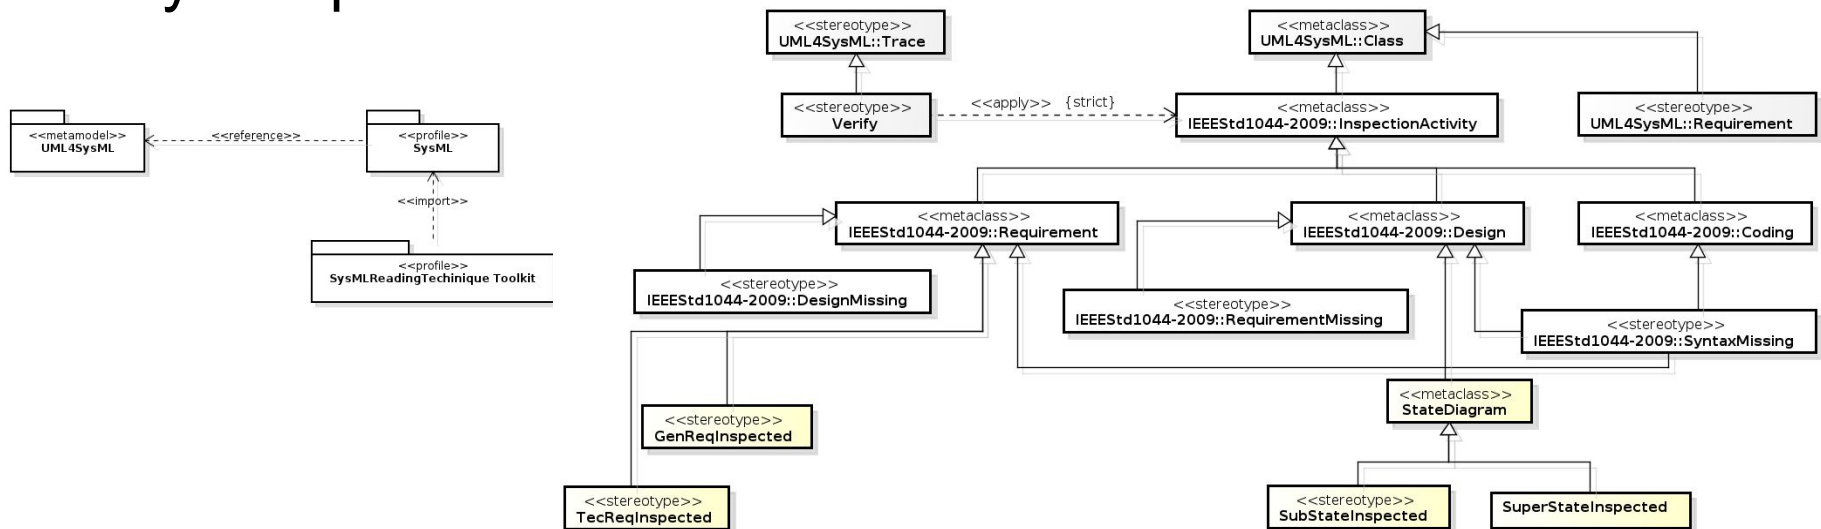 <<metamodel>>
UML4SysML
<<reference>>
<<profile>>
SysML
<<import>>
<<profile>>
SysMLReadingTechinique Toolkit
<<stereotype>>
UML4SysML::Trace
<<metaclass>>
UML4SysML::Class
<<stereotype>>
Verify
<<apply>> {strict}
<<metaclass>>
IEEEStd1044-2009::InspectionActivity
<<stereotype>>
UML4SysML::Requirement
<<metaclass>>
IEEEStd1044-2009::Requirement
<<metaclass>>
IEEEStd1044-2009::Design
<<metaclass>>
IEEEStd1044-2009::Coding
<<stereotype>>
IEEEStd1044-2009::DesignMissing
<<stereotype>>
IEEEStd1044-2009::RequirementMissing
<<stereotype>>
IEEEStd1044-2009::SyntaxMissing
<<metaclass>>
StateDiagram
<<stereotype>>
GenReqInspected
<<stereotype>>
TecReqInspected
<<stereotype>>
SubStateInspected
SuperStateInspected